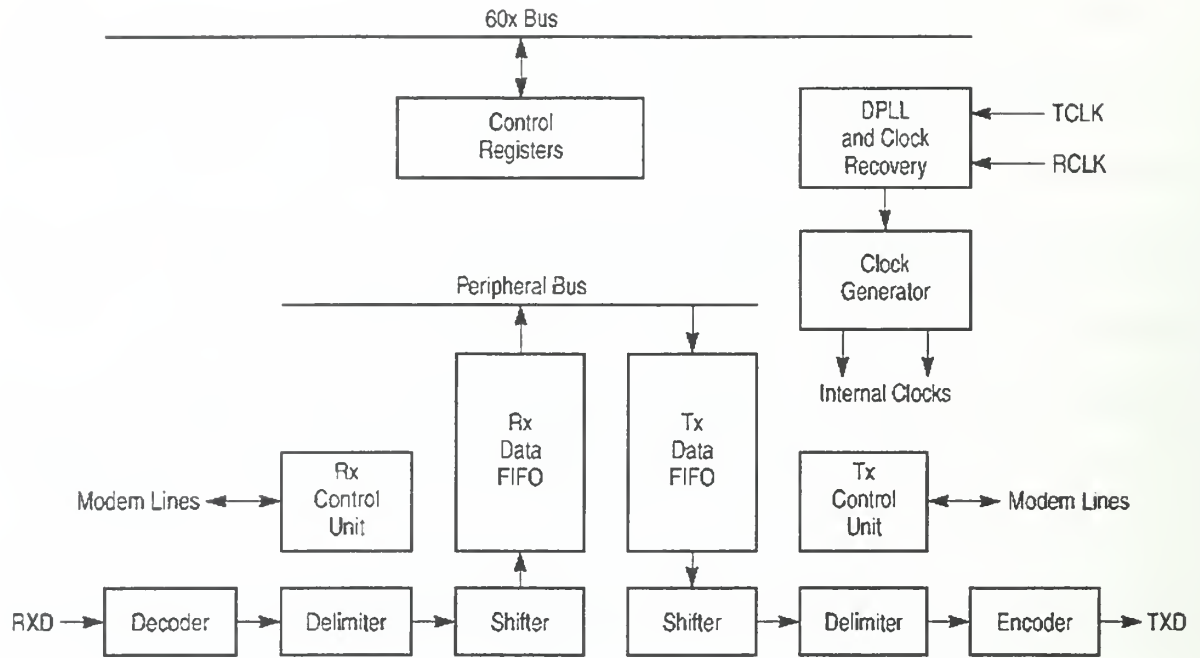 60x Bus
Control
Registers
DPLL
and Clock
Recovery
TCLK
RCLK
Clock
Generator
Internal Clocks
Peripheral Bus
Rx
Data
FIFO
Tx
Data
FIFO
Modem Lines
Rx
Control
Unit
Tx
Control
Unit
Modem Lines
RXD
Decoder
Delimiter
Shifter
Shifter
Delimiter
Encoder
TXD